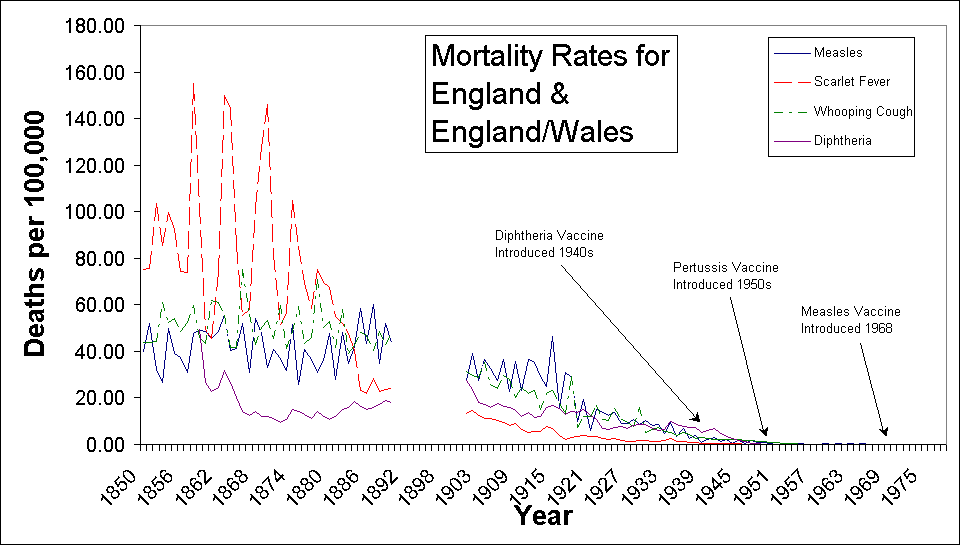 Mortality Rates for
England &
England/Wales
Measles
Scarlet Fever
Whooping Cough
Diphtheria
Deaths per 100,000
180.00
160.00
140.00
120.00
100.00
80.00
60.00
40.00
20.00
0.00
Diphtheria Vaccine
Introduced 1940s
Pertussis Vaccine
Introduced 1950s
Measles Vaccine
Introduced 1968
1850
1856
1862
1868
1874
1880
1886
1892
1898
1903
1909
1915
1921
1927
1933
1939
1945
1951
1957
1963
1969
1975
Year